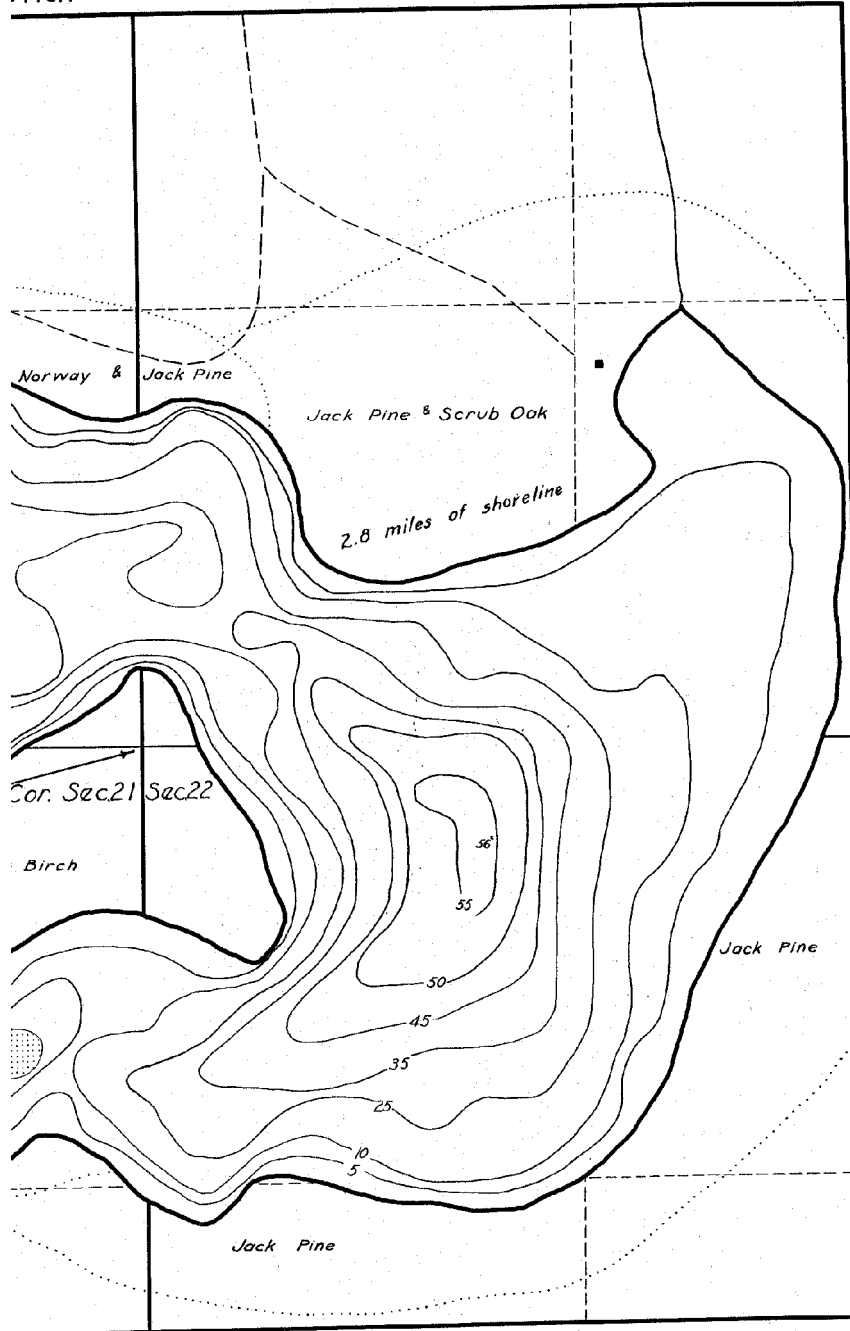 Norway & Jack Pine
Jack Pine & Scrub Oak
2.8 miles of shoreline
Cor. Sec.21 Sec.22
56
Birch
55
Jack Pine
50
45
35
25
10
5
Jack Pine